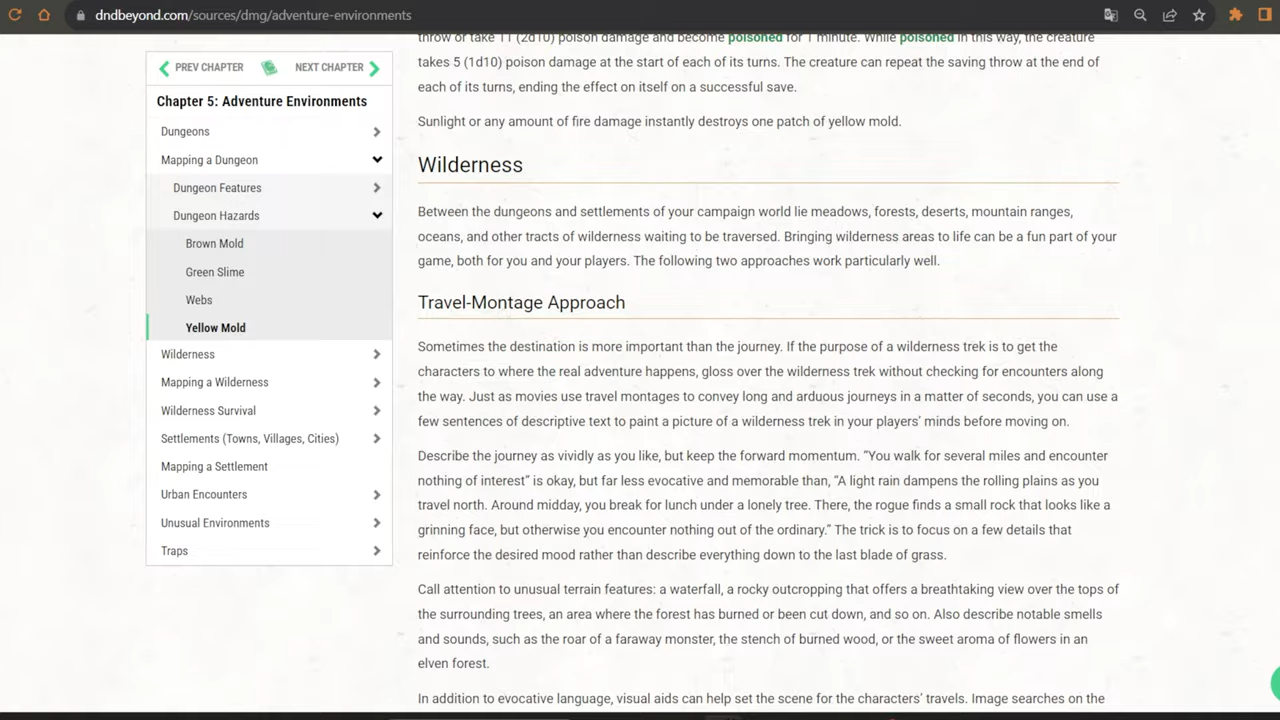 dndbeyond.com/sources/dmg/adventure-environments
PREV CHAPTER
NEXT CHAPTER
Chapter 5: Adventure Environments
Dungeons
Mapping a Dungeon
Dungeon Features
Dungeon Hazards
Brown Mold
Green Slime
Webs
Yellow Mold
Wilderness
Mapping a Wilderness
Wilderness Survival
Settlements (Towns, Villages, Cities)
Mapping a Settlement
Urban Encounters
Unusual Environments
Traps
throw or take 11 (2d10) poison damage and become poisoned for 1 minute. While poisoned in this way, the creature
takes 5 (1d10) poison damage at the start of each of its turns. The creature can repeat the saving throw at the end of
each of its turns, ending the effect on itself on a successful save.
Sunlight or any amount of fire damage instantly destroys one patch of yellow mold.
Wilderness
Between the dungeons and settlements of your campaign world lie meadows, forests, deserts, mountain ranges,
oceans, and other tracts of wilderness waiting to be traversed. Bringing wilderness areas to life can be a fun part of your
game, both for you and your players. The following two approaches work particularly well.
Travel-Montage Approach
Sometimes the destination is more important than the journey. If the purpose of a wilderness trek is to get the
characters to where the real adventure happens, gloss over the wilderness trek without checking for encounters along
the way. Just as movies use travel montages to convey long and arduous journeys in a matter of seconds, you can use a
few sentences of descriptive text to paint a picture of a wilderness trek in your players’ minds before moving on.
Describe the journey as vividly as you like, but keep the forward momentum. “You walk for several miles and encounter
nothing of interest” is okay, but far less evocative and memorable than, “A light rain dampens the rolling plains as you
travel north. Around midday, you break for lunch under a lonely tree. There, the rogue finds a small rock that looks like a
grinning face, but otherwise you encounter nothing out of the ordinary.” The trick is to focus on a few details that
reinforce the desired mood rather than describe everything down to the last blade of grass.
Call attention to unusual terrain features: a waterfall, a rocky outcropping that offers a breathtaking view over the tops of
the surrounding trees, an area where the forest has burned or been cut down, and so on. Also describe notable smells
and sounds, such as the roar of a faraway monster, the stench of burned wood, or the sweet aroma of flowers in an
elven forest.
In addition to evocative language, visual aids can help set the scene for the characters’ travels. Image searches on the